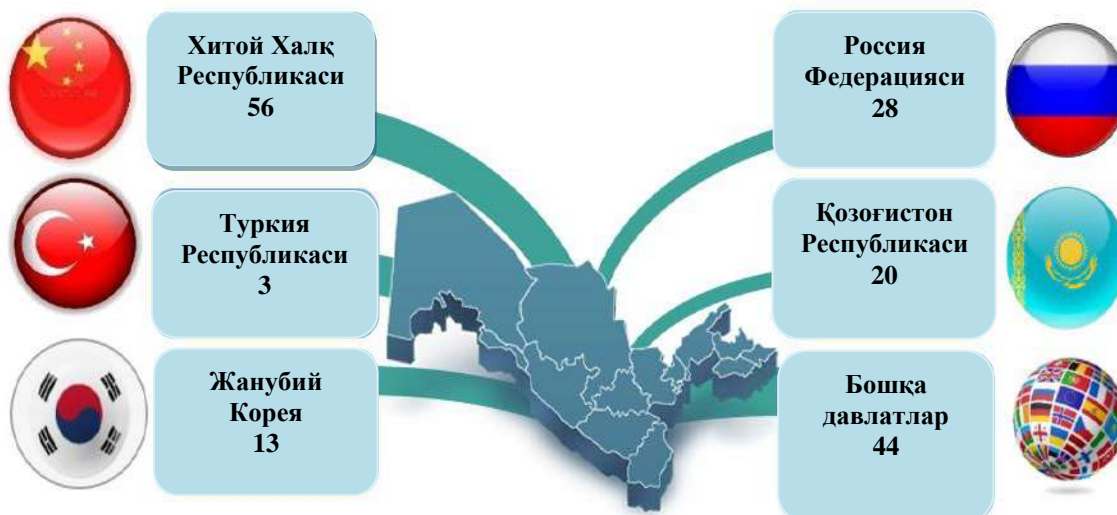 Хитой Халқ
Республикаси
56
Туркия
Республикаси
3
Жанубий
Корея
13
Россия
Федерацияси
28
Қозоғистон
Республикаси
20
Бошқа
давлатлар
44